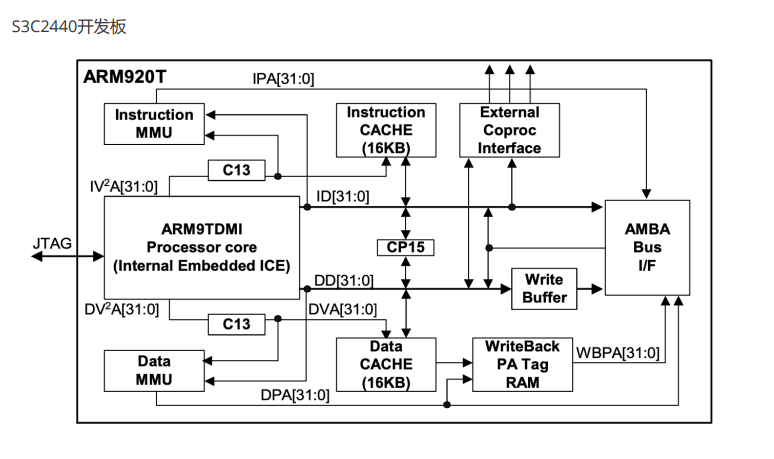 S3C2440开发板
ARM920T
IPA[31:0]
Instruction
MMU
Instruction
CACHE
(16KB)
External
Coproc
Interface
C13
IV²A[31:0]
ID[31:0]
ARM9TDMI
Processor core
(Internal Embedded ICE)
JTAG
CP15
AMBA
Bus
I/F
DD[31:0]
Write
Buffer
DV²A[31:0]
C13
DVA[31:0]
Data
MMU
Data
CACHE
(16KB)
WriteBack
PA Tag
RAM
WBPA[31:0]
DPA[31:0]